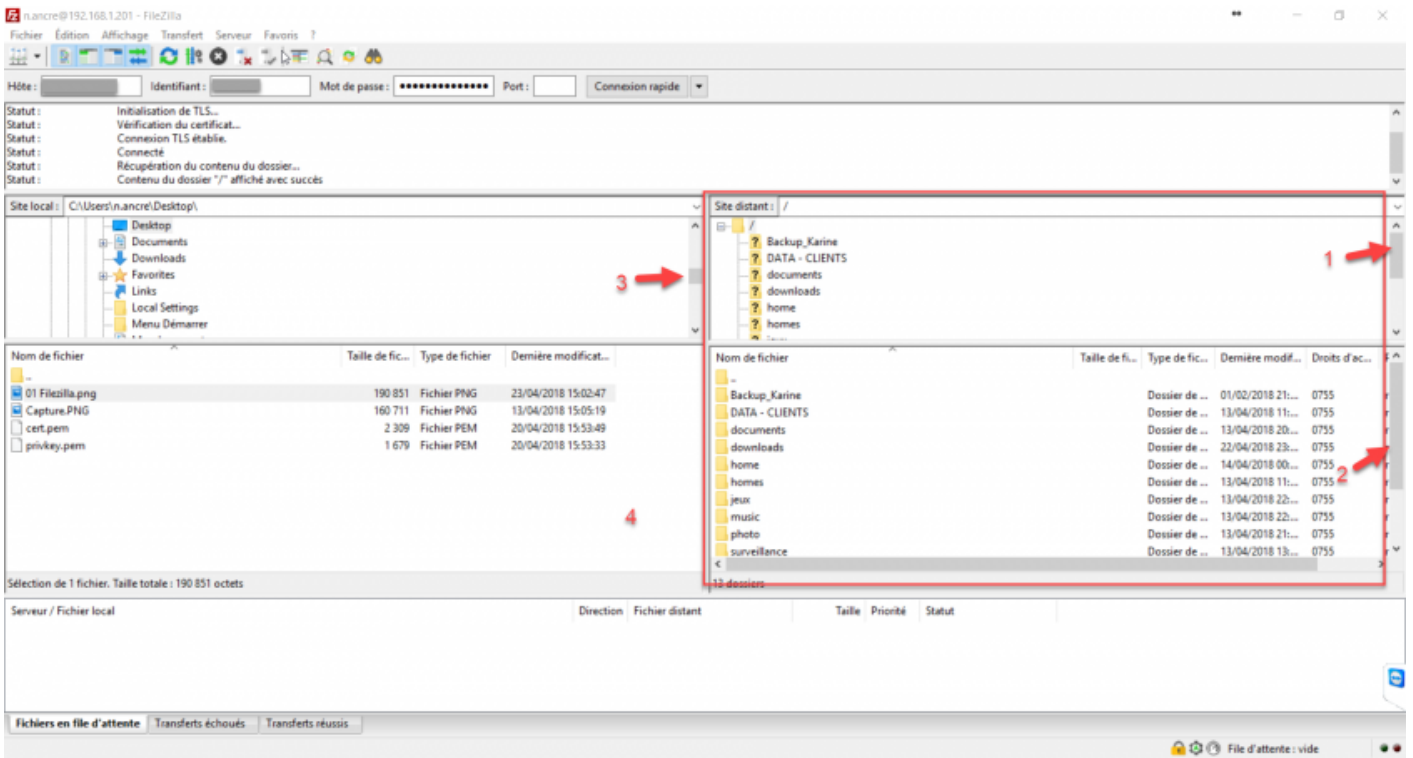 n.ancre@192.168.1.201 - FileZilla
Fichier Édition Affichage Transfert Serveur Favoris ?
Hôte : Identifiant : Mot de passe : •••••••••••••• Port : Connexion rapide
Statut : Initialisation de TLS...
Statut : Vérification du certificat...
Statut : Connexion TLS établie.
Statut : Connecté
Statut : Récupération du contenu du dossier...
Statut : Contenu du dossier "/" affiché avec succès
Site local : C:\Users\n.ancre\Desktop\
Desktop
Documents
Downloads
Favorites
Links
Local Settings
Menu Démarrer
3
Nom de fichier Taille de fic... Type de fichier Dernière modificat...
..
01 Filezilla.png 190 851 Fichier PNG 23/04/2018 15:02:47
Capture.PNG 160 711 Fichier PNG 13/04/2018 15:05:19
cert.pem 2 309 Fichier PEM 20/04/2018 15:53:49
privkey.pem 1 679 Fichier PEM 20/04/2018 15:53:33
4
Sélection de 1 fichier. Taille totale : 190 851 octets
Site distant : /
/
? Backup_Karine
? DATA - CLIENTS
? documents
? downloads
? home
? homes
1
Nom de fichier Taille de fi... Type de fic... Dernière modif... Droits d'ac...
..
Backup_Karine Dossier de ... 01/02/2018 21:... 0755
DATA - CLIENTS Dossier de ... 13/04/2018 11:... 0755
documents Dossier de ... 13/04/2018 20:... 0755
downloads Dossier de ... 22/04/2018 23:... 0755
home Dossier de ... 14/04/2018 00:... 0755
homes Dossier de ... 13/04/2018 11:... 0755
2
jeux Dossier de ... 13/04/2018 22:... 0755
music Dossier de ... 13/04/2018 22:... 0755
photo Dossier de ... 13/04/2018 21:... 0755
surveillance Dossier de ... 13/04/2018 13:... 0755
dossiers
Serveur / Fichier local Direction Fichier distant Taille Priorité Statut
Fichiers en file d'attente Transferts échoués Transferts réussis
File d'attente : vide